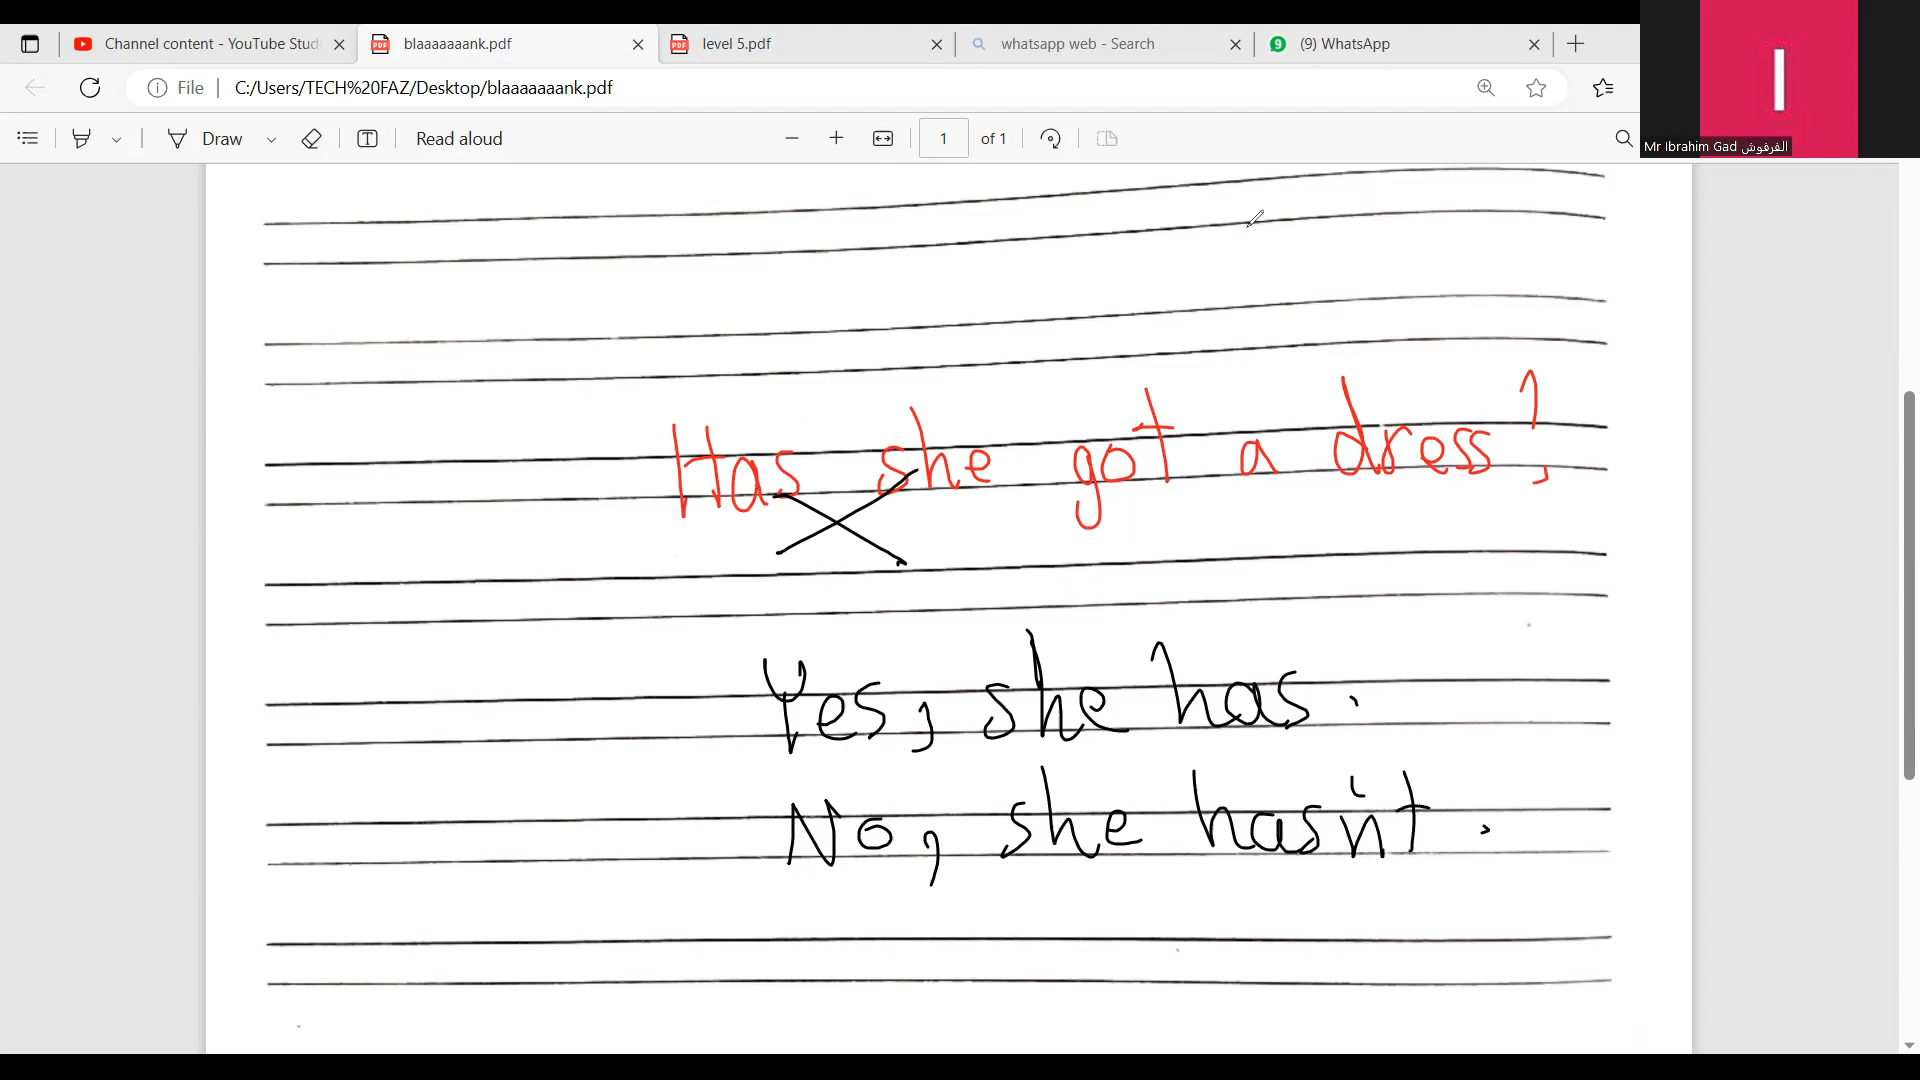 Channel content - YouTube Stud
blaaaaaaank.pdf
level 5.pdf
whatsapp web - Search
(9) WhatsApp
File
C:/Users/TECH%20FAZ/Desktop/blaaaaaaank.pdf
Draw
Read aloud
1 of 1
Mr Ibrahim Gad الفرفوش
Has she got a dress?
Yes, she has.
No, she hasn't.